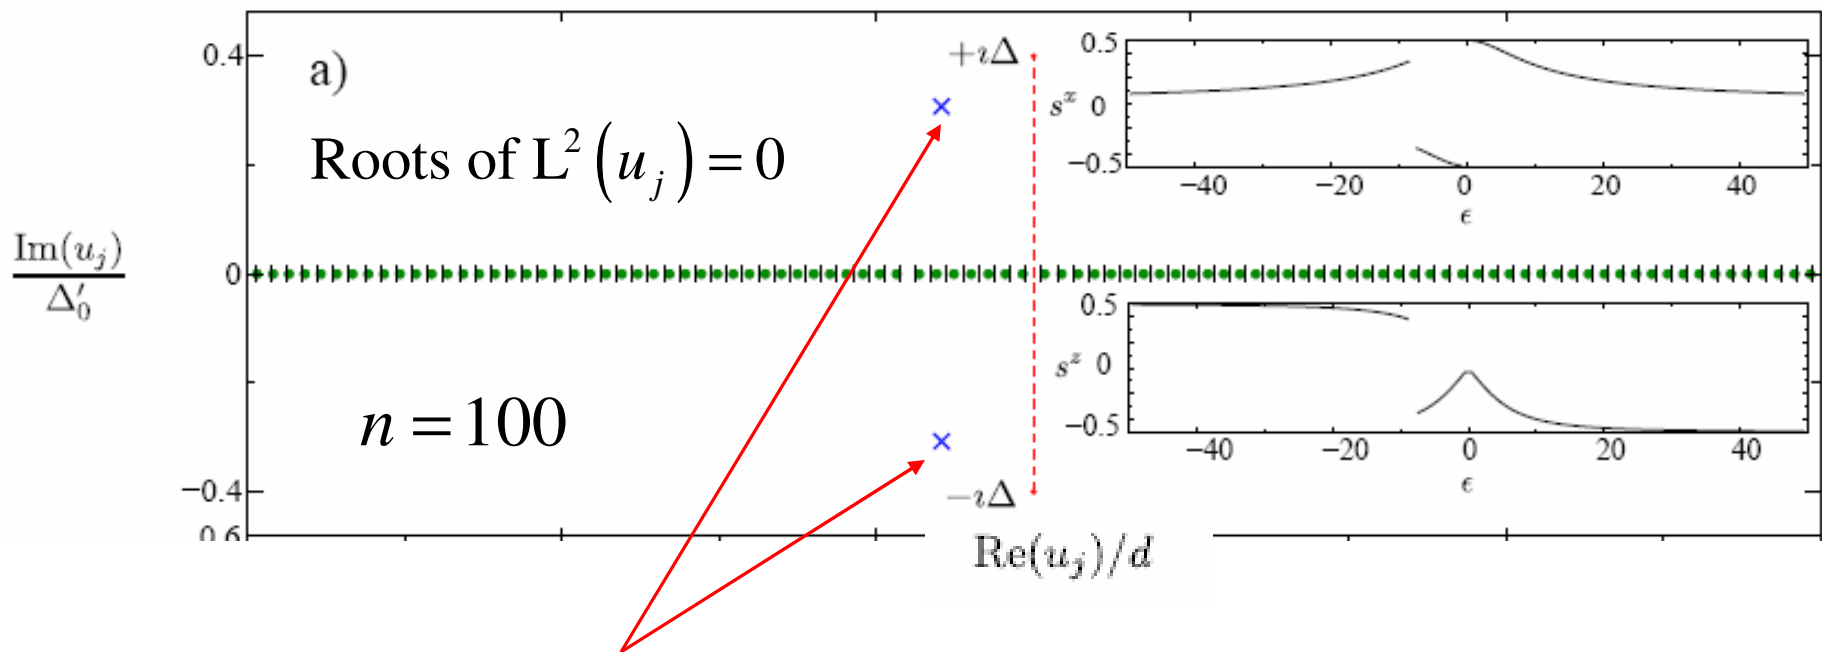 0.4
a)
Roots of L² (u_j) = 0
+ıΔ
0.5
s^x 0
−0.5
−40 −20 0 20 40
ϵ
Im(u_j)
Δ′_0
0
0.5
s^z 0
−0.5
−40 −20 0 20 40
ϵ
n = 100
−0.4
−ıΔ
0.6
Re(u_j)/d